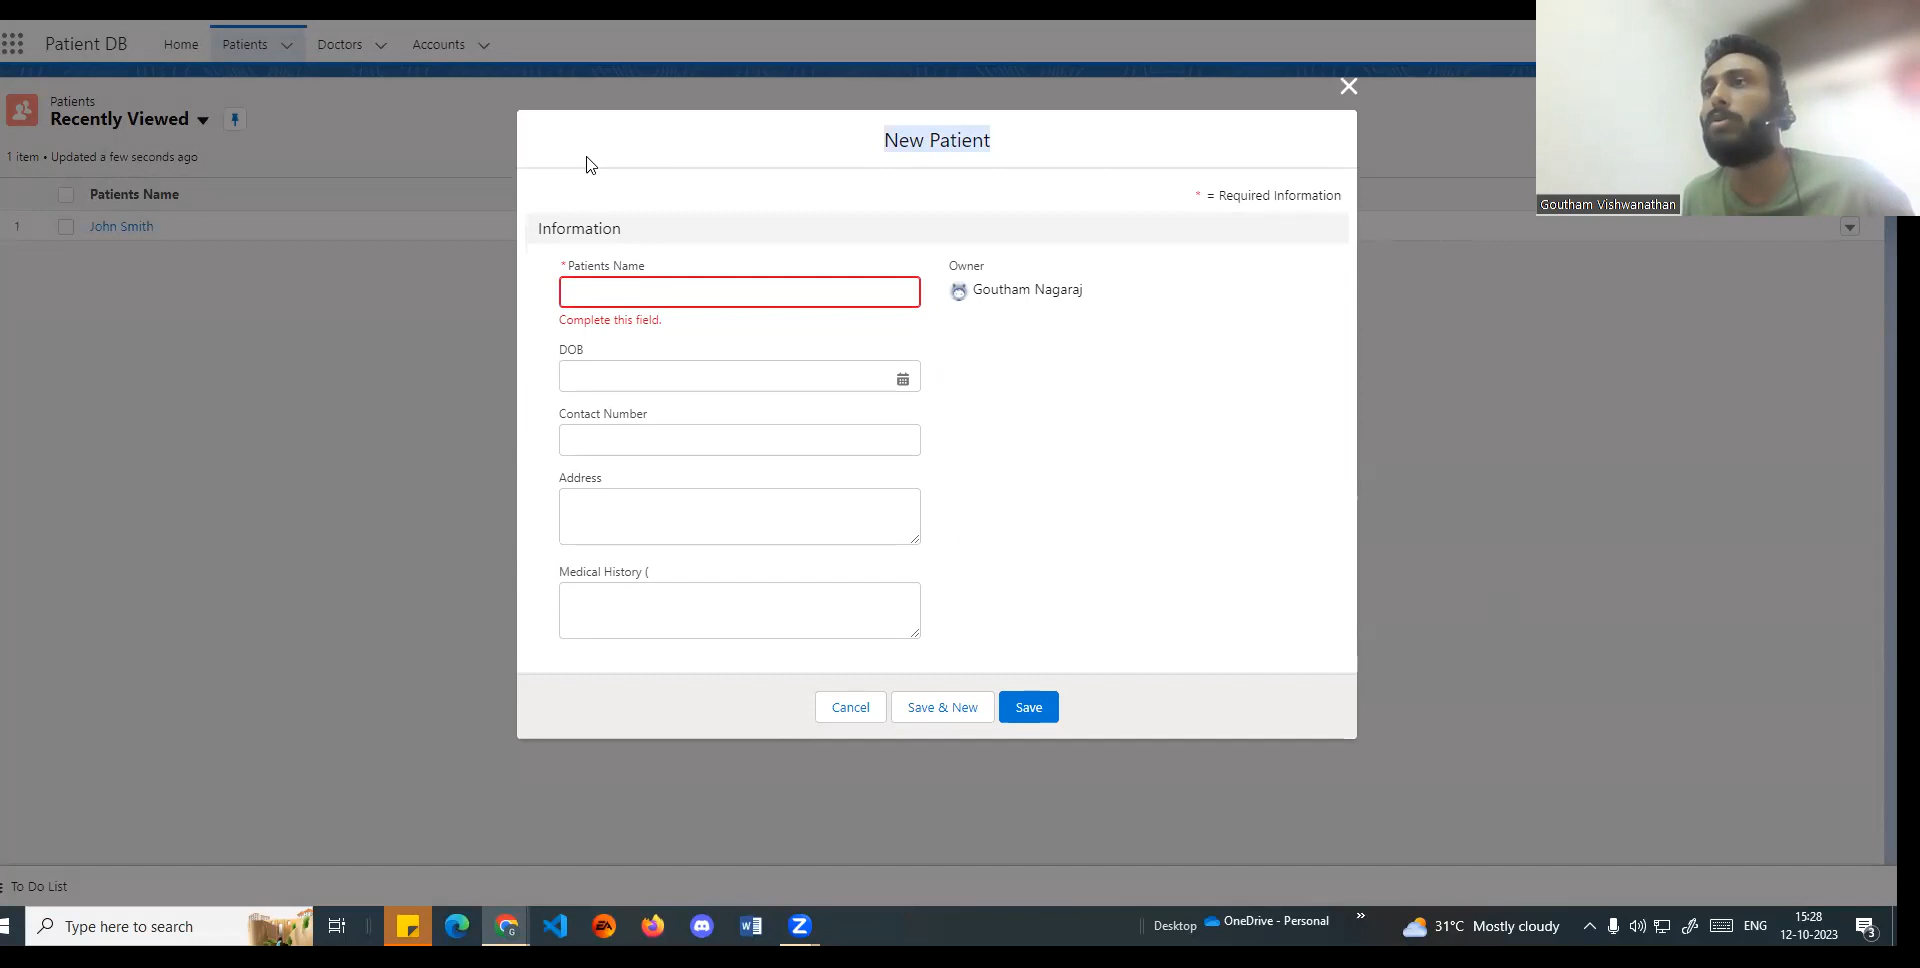 Patient DB Home Patients Doctors Accounts
Patients
Recently Viewed
1 item • Updated a few seconds ago
Patients Name
1 John Smith
New Patient
* = Required Information
Information
*Patients Name
Complete this field.
Owner
Goutham Nagaraj
DOB
Contact Number
Address
Medical History (
Cancel Save & New Save
Goutham Vishwanathan
To Do List
Type here to search
Desktop OneDrive - Personal
31°C Mostly cloudy
ENG
15:28
12-10-2023
3